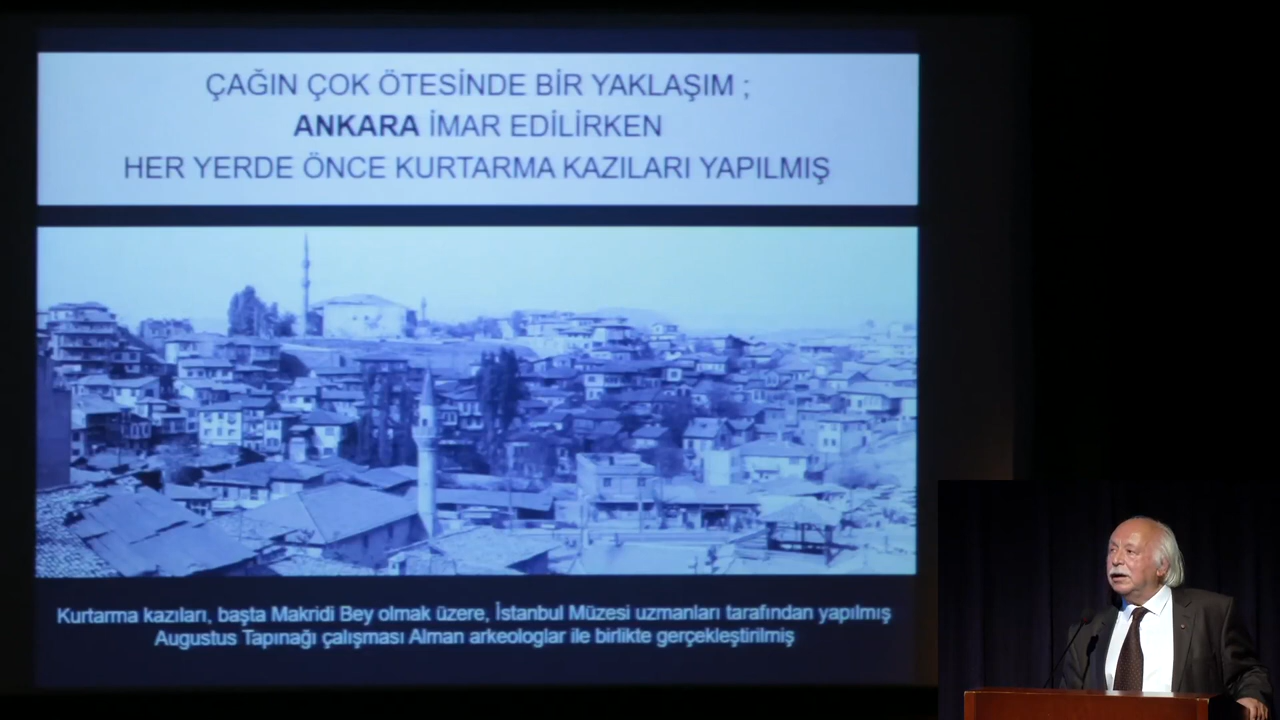 ÇAĞIN ÇOK ÖTESİNDE BİR YAKLAŞIM ;
ANKARA İMAR EDİLİRKEN
HER YERDE ÖNCE KURTARMA KAZILARI YAPILMIŞ
Kurtarma kazıları, başta Makridi Bey olmak üzere, İstanbul Müzesi uzmanları tarafından yapılmış
Augustus Tapınağı çalışması Alman arkeologlar ile birlikte gerçekleştirilmiş